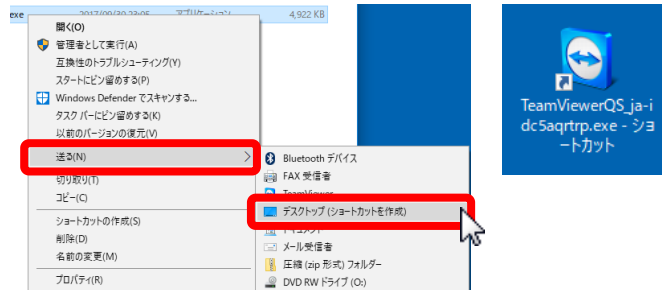 exe 2017/09/30 23:05 アプリケーション 4,922 KB
開く(O)
管理者として実行(A)
互換性のトラブルシューティング(Y)
スタートにピン留めする(P)
Windows Defender でスキャンする...
タスク バーにピン留めする(K)
以前のバージョンの復元(V)
送る(N)
切り取り(T)
コピー(C)
ショートカットの作成(S)
削除(D)
名前の変更(M)
プロパティ(R)
Bluetooth デバイス
FAX 受信者
TeamViewer
デスクトップ (ショートカットを作成)
ドキュメント
メール受信者
圧縮 (zip 形式) フォルダー
DVD RW ドライブ (O:)
TeamViewerQS_ja-i
dc5aqrtrp.exe - ショ
ートカット